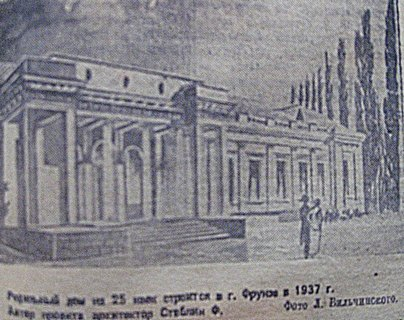 Родильный дом на 25 коек строится в г. Фрунзе в 1937 г.
Автор проекта архитектор Стеблин Ф. Фото Л. Вильчинского.